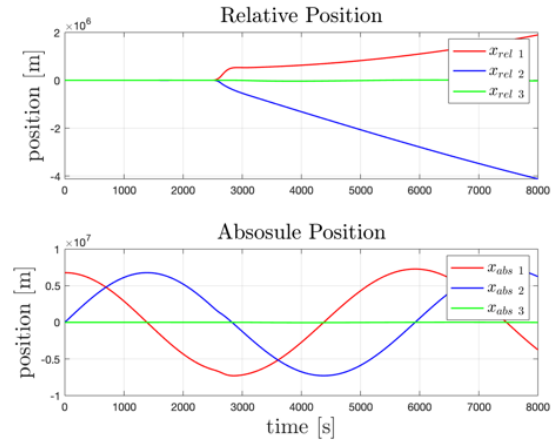 Relative Position
×10^6
position [m]
2
0
-2
-4
x_rel 1
x_rel 2
x_rel 3
0 1000 2000 3000 4000 5000 6000 7000 8000
Absosule Position
×10^7
position [m]
1
0.5
0
-0.5
-1
x_abs 1
x_abs 2
x_abs 3
0 1000 2000 3000 4000 5000 6000 7000 8000
time [s]